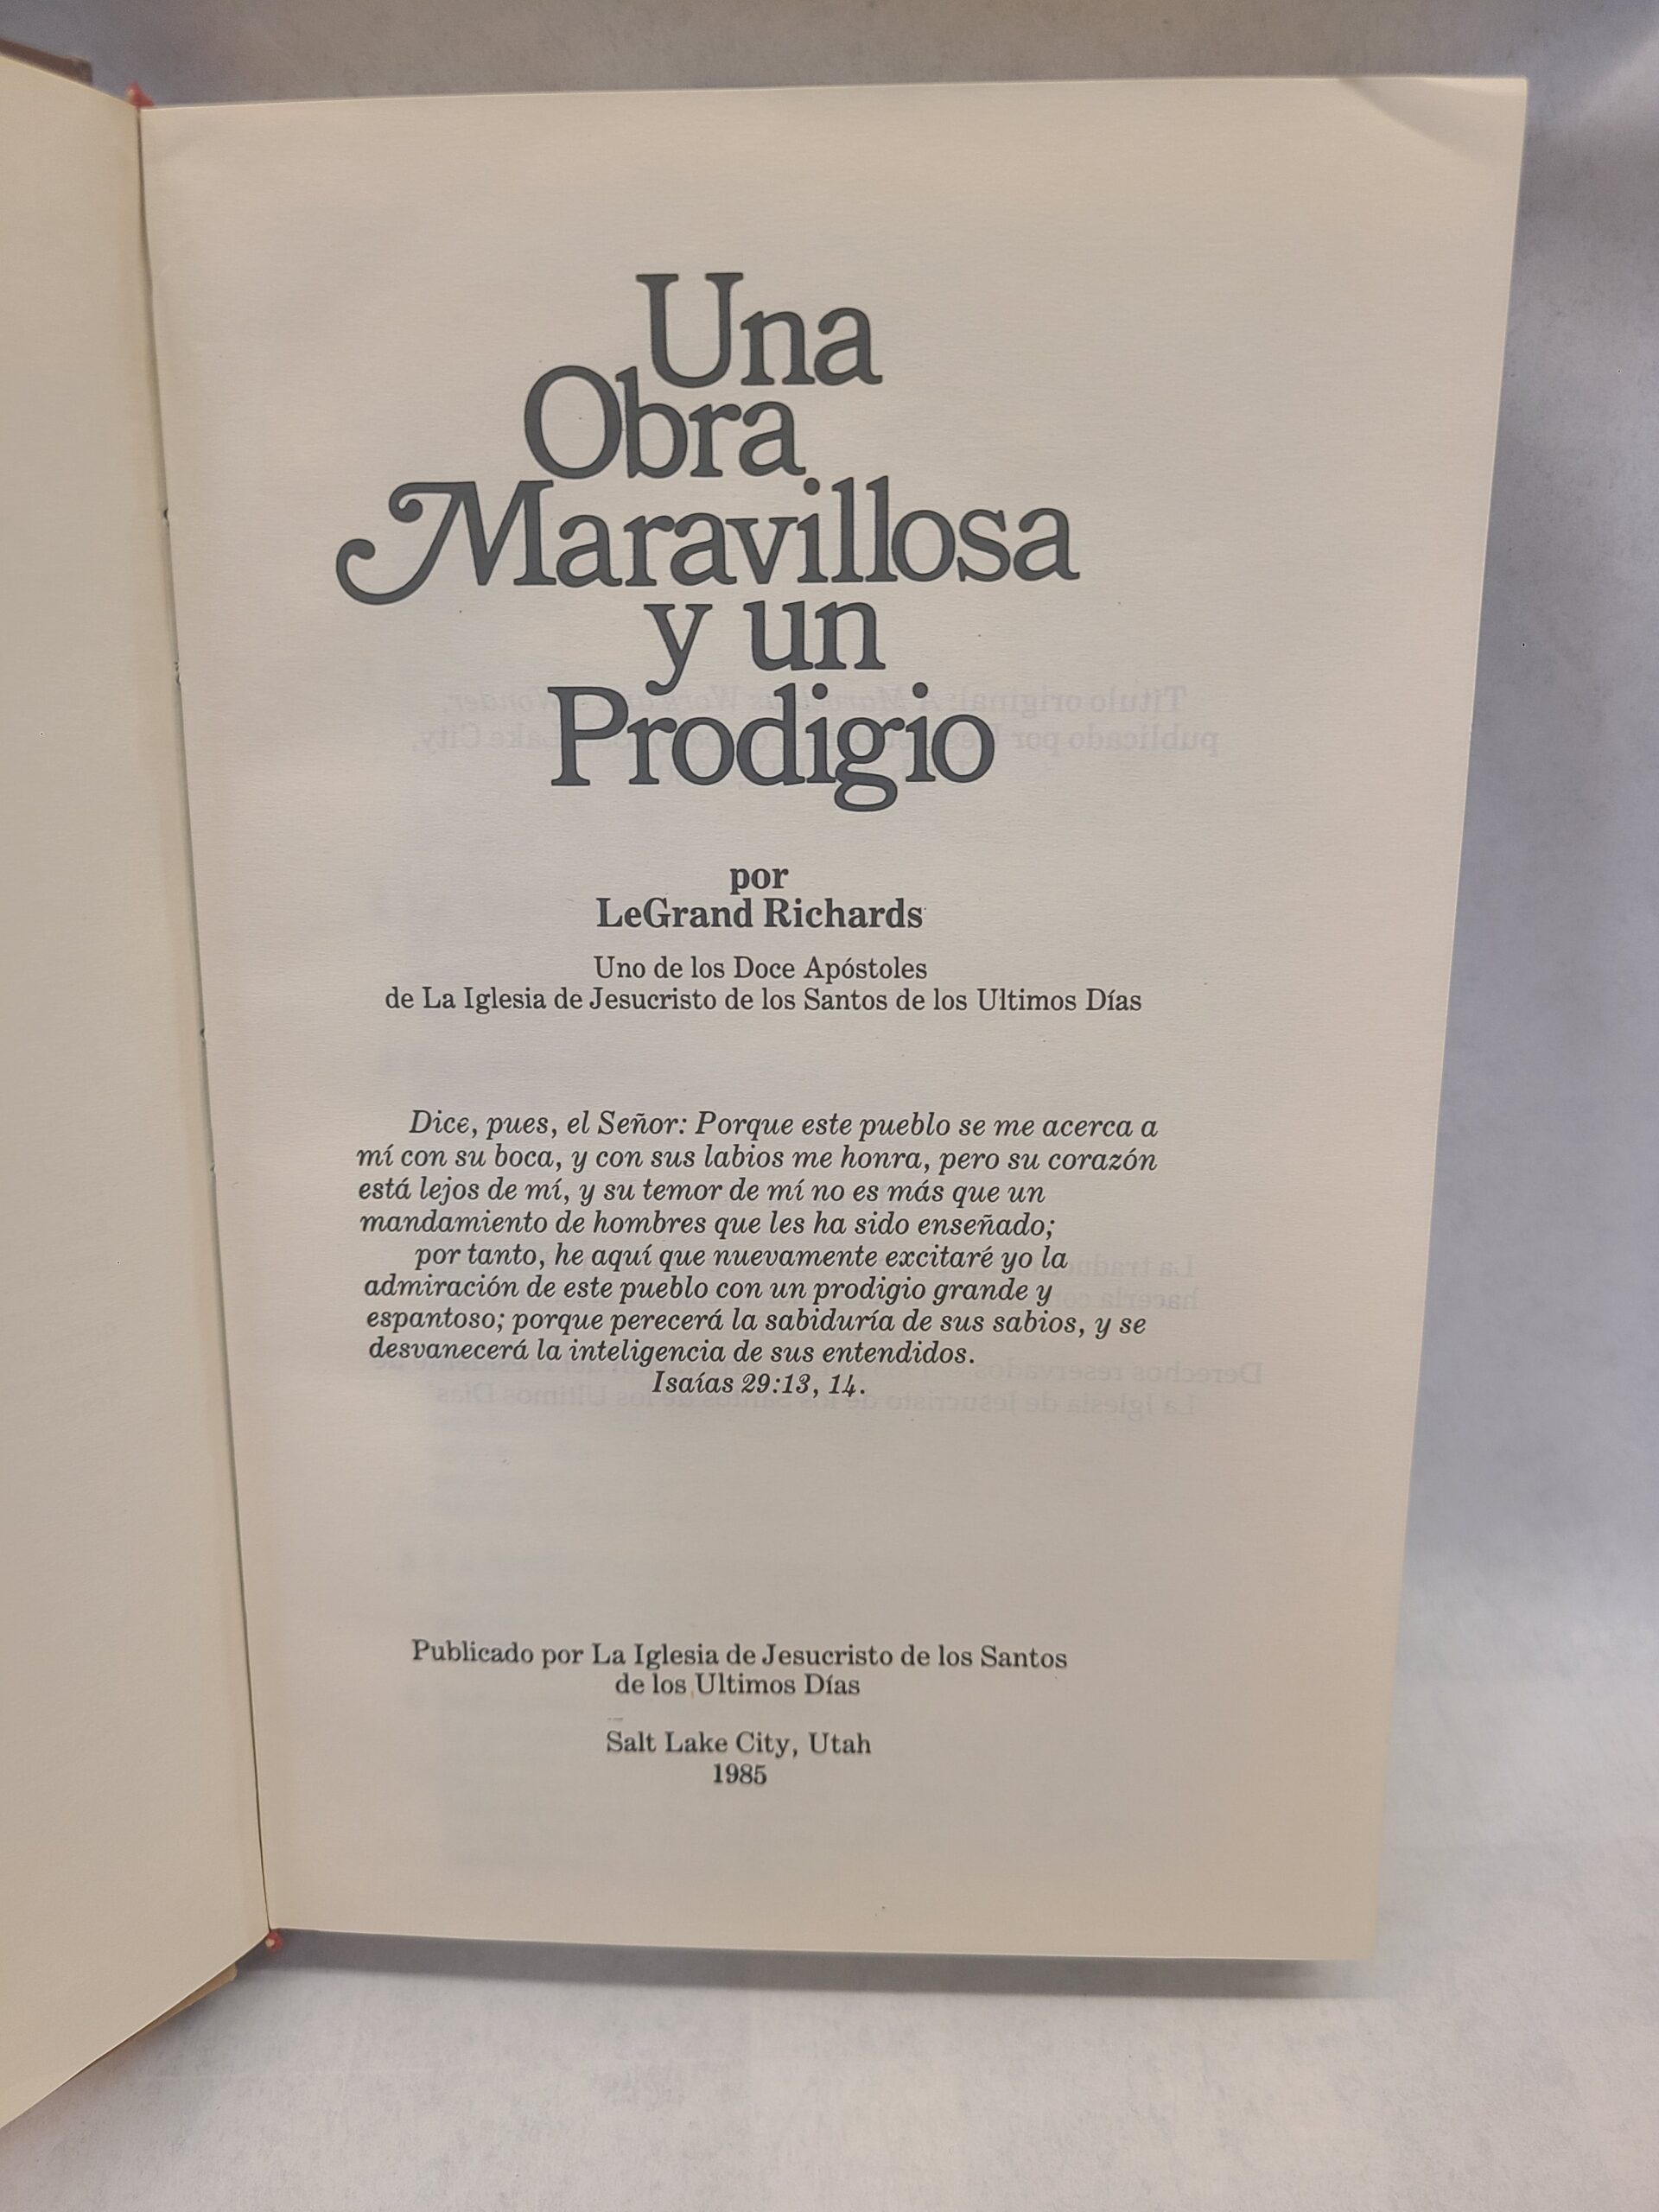 Una
Obra
Maravillosa
y un
Prodigio
por
LeGrand Richards
Uno de los Doce Apóstoles
de La Iglesia de Jesucristo de los Santos de los Ultimos Días
Dice, pues, el Señor: Porque este pueblo se me acerca a
mí con su boca, y con sus labios me honra, pero su corazón
está lejos de mí, y su temor de mí no es más que un
mandamiento de hombres que les ha sido enseñado;
por tanto, he aquí que nuevamente excitaré yo la
admiración de este pueblo con un prodigio grande y
espantoso; porque perecerá la sabiduría de sus sabios, y se
desvanecerá la inteligencia de sus entendidos.
Isaías 29:13, 14.
Publicado por La Iglesia de Jesucristo de los Santos
de los Ultimos Días
Salt Lake City, Utah
1985